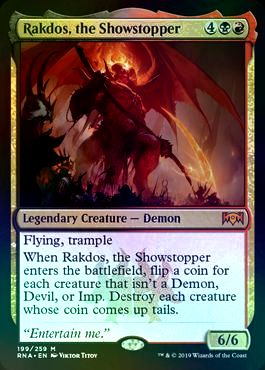 Rakdos, the Showstopper 4
Legendary Creature — Demon
Flying, trample
When Rakdos, the Showstopper
enters the battlefield, flip a coin for
each creature that isn't a Demon,
Devil, or Imp. Destroy each creature
whose coin comes up tails.
"Entertain me."
6/6
199/259 M
RNA • EN Viktor Titov
™ & © 2019 Wizards of the Coast